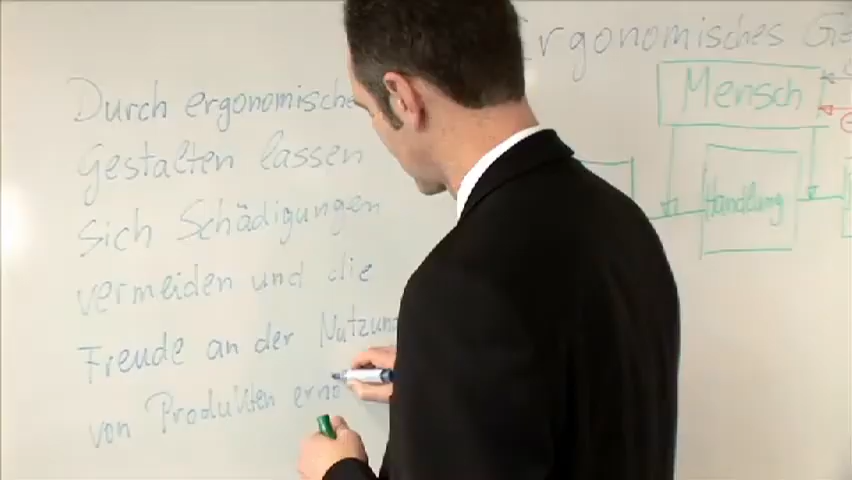 Durch ergonomische
Gestalten lassen
sich Schädigungen
vermeiden und die
Freude an der Nutzung
von Produkten erhö
Ergonomisches Ge
Mensch
Handlung